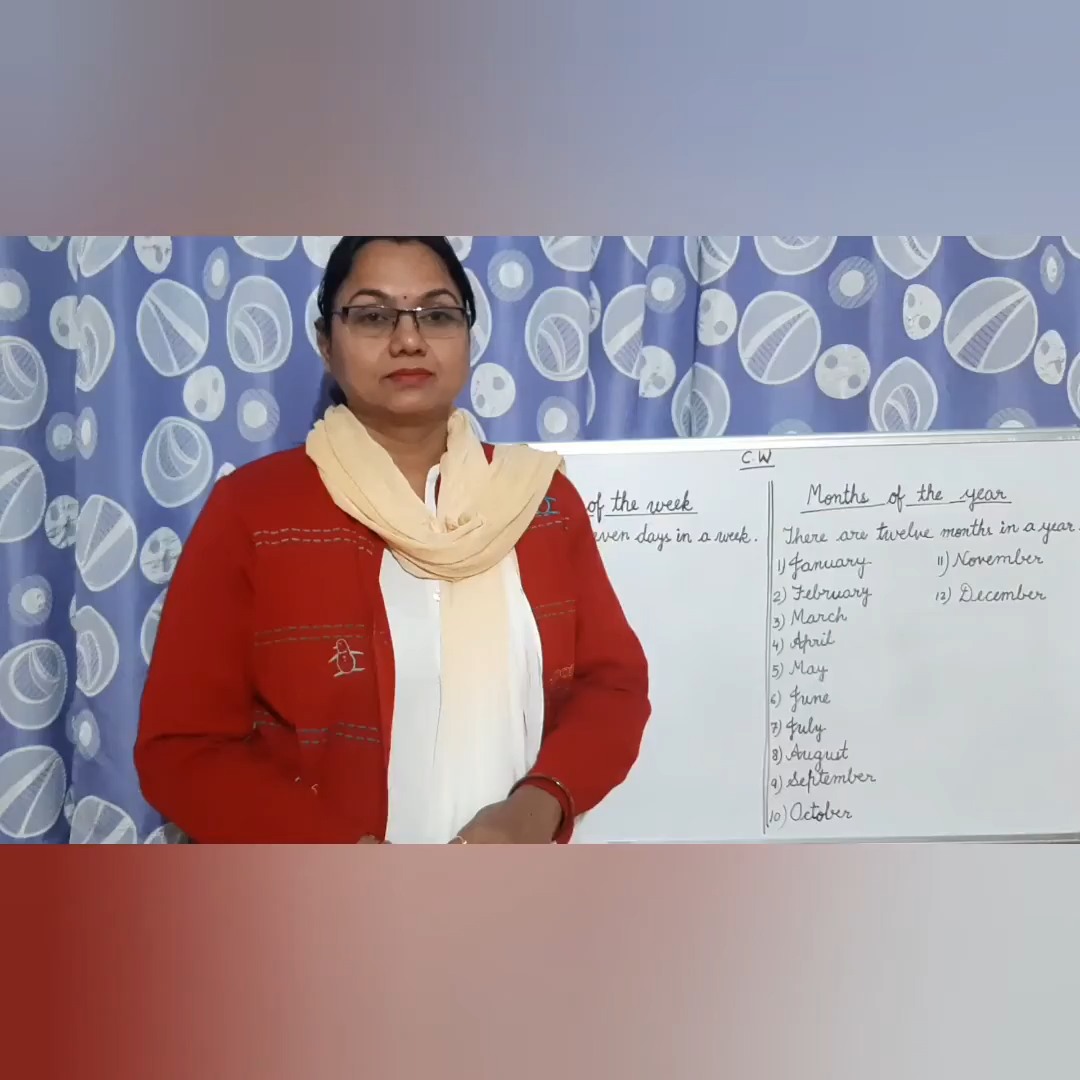 C.W
of the week
even days in a week.
Months of the year
There are twelve months in a year.
1) January
2) February
3) March
4) April
5) May
6) June
7) July
8) August
9) September
10) October
11) November
12) December